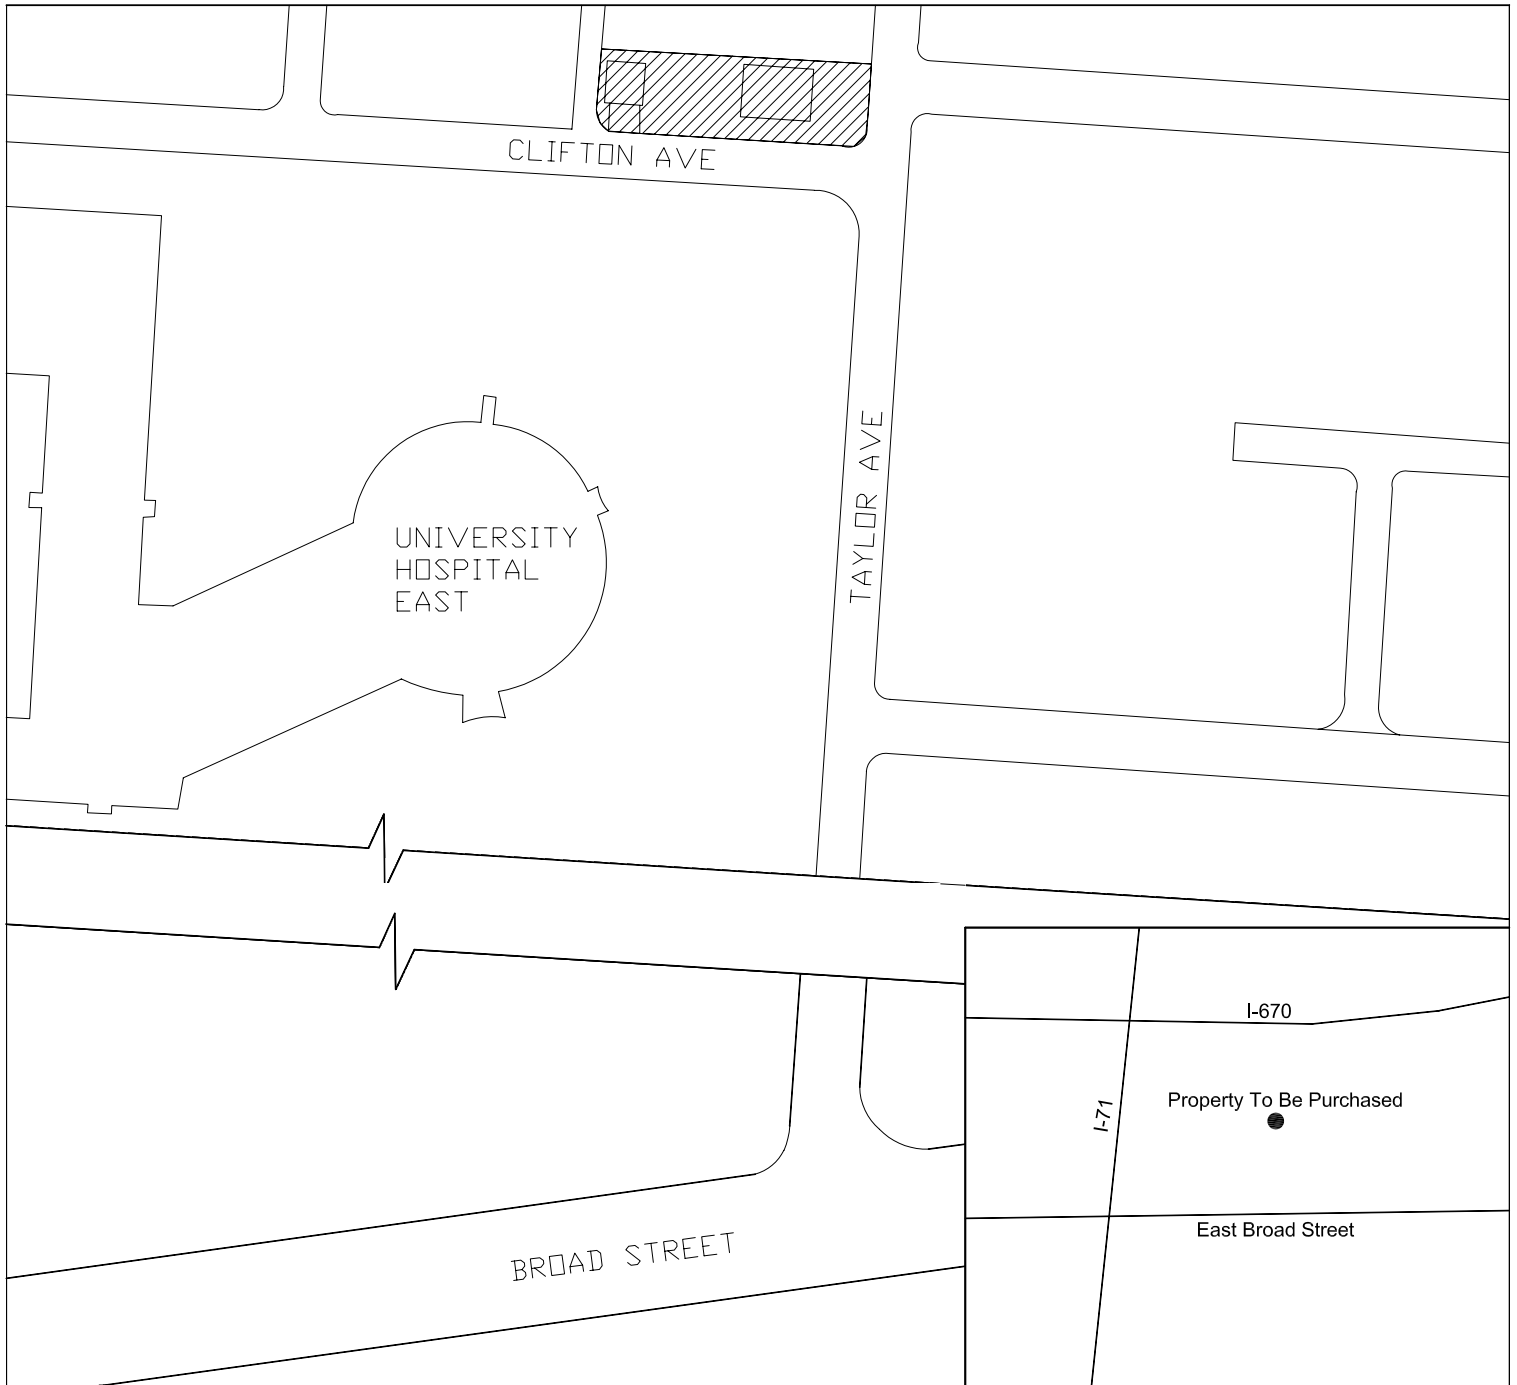 CLIFTON AVE
TAYLOR AVE
UNIVERSITY
HOSPITAL
EAST
I-670
Property To Be Purchased
I-71
East Broad Street
BROAD STREET